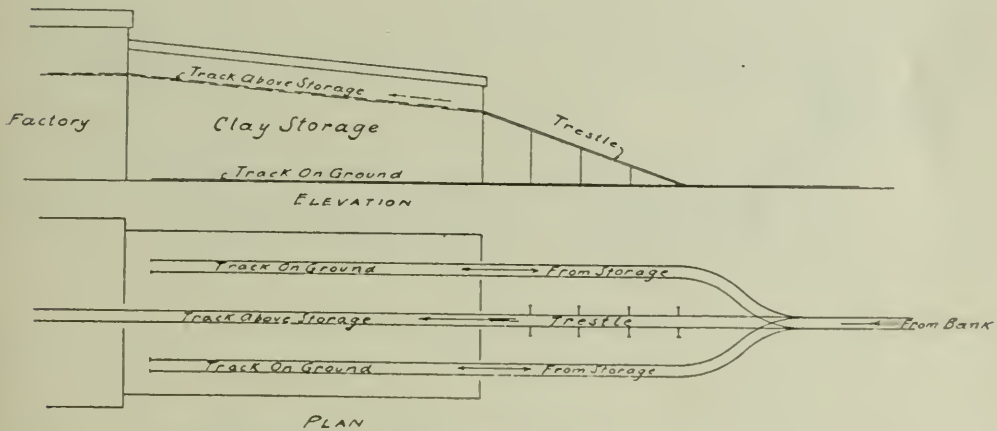 Track Above Storage
Factory
Clay Storage
Trestle
Track On Ground
ELEVATION
Track On Ground
From Storage
Track Above Storage
Trestle
From Bank
Track On Ground
From Storage
PLAN